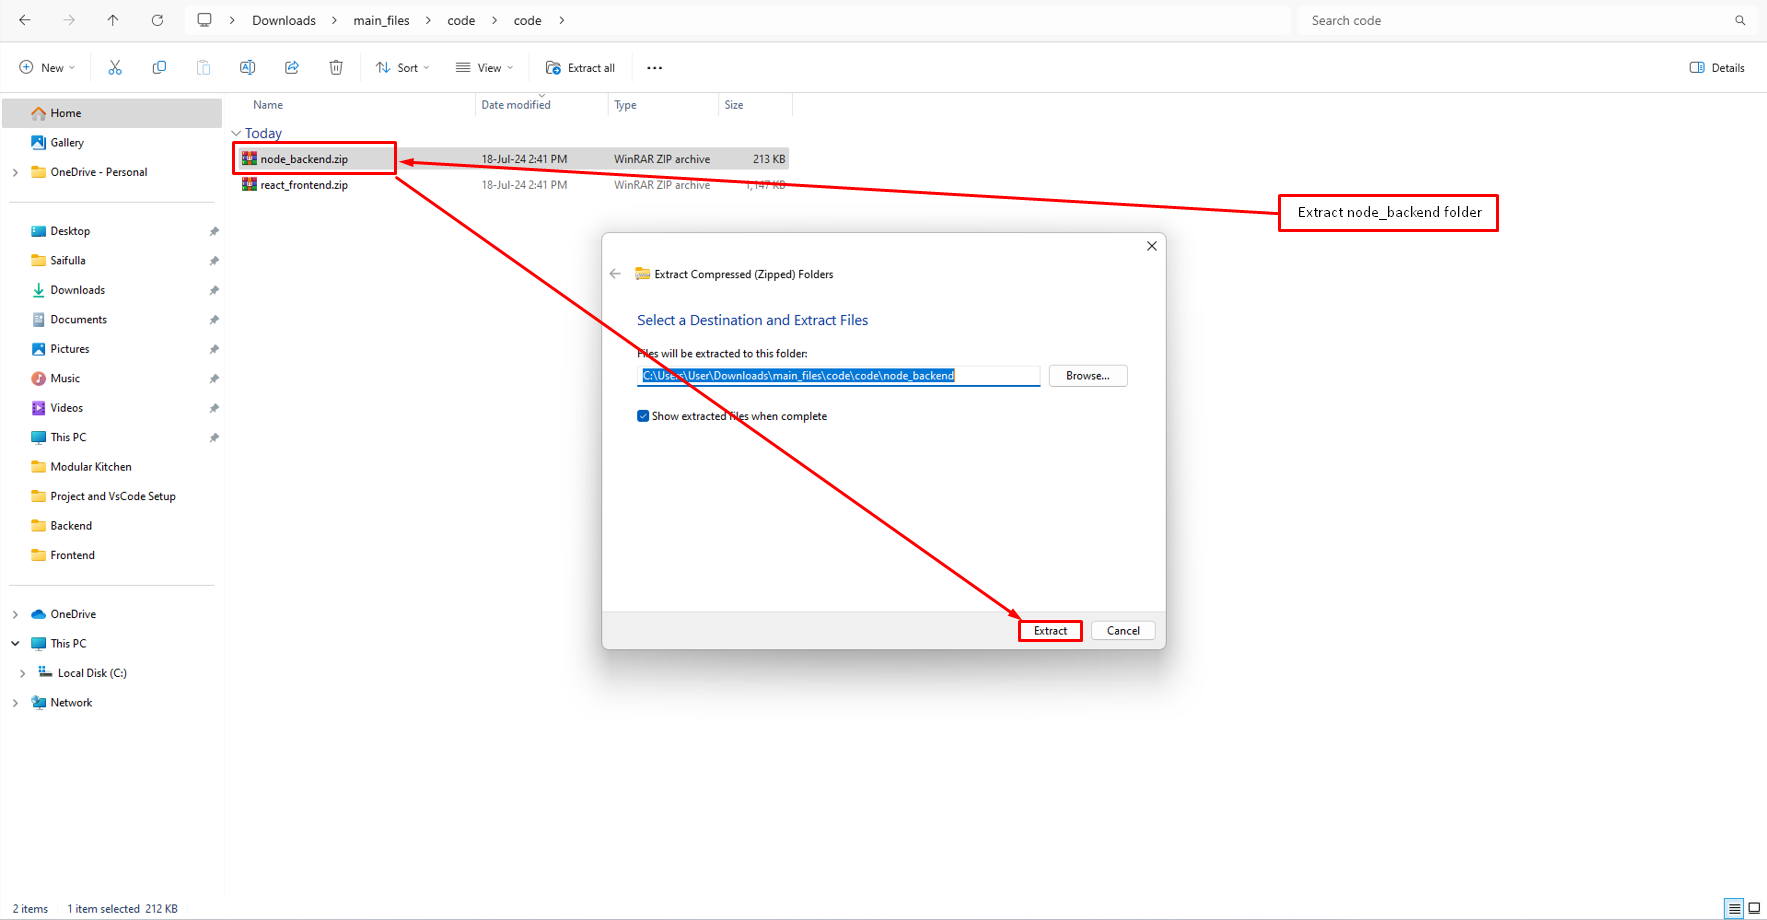 Downloads > main_files > code > code >
Search code
New
Sort
View
Extract all
Details
Name Date modified Type Size
Today
node_backend.zip 18-Jul-24 2:41 PM WinRAR ZIP archive 213 KB
react_frontend.zip 18-Jul-24 2:41 PM WinRAR ZIP archive 1,147 KB
Extract node_backend folder
Home
Gallery
OneDrive - Personal
Desktop
Saifulla
Downloads
Documents
Pictures
Music
Videos
This PC
Modular Kitchen
Project and VsCode Setup
Backend
Frontend
OneDrive
This PC
Local Disk (C:)
Network
Extract Compressed (Zipped) Folders
Select a Destination and Extract Files
Files will be extracted to this folder:
C:\Users\User\Downloads\main_files\code\code\node_backend
Browse...
Show extracted files when complete
Extract
Cancel
2 items 1 item selected 212 KB